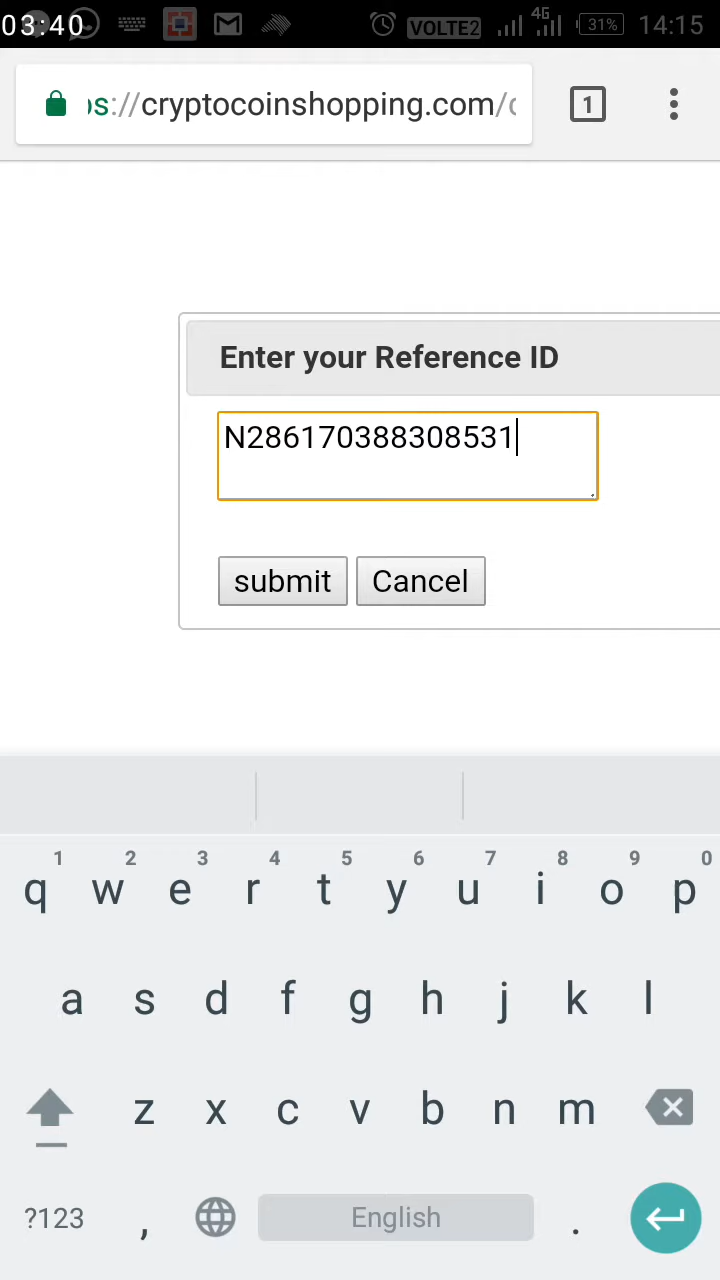 03:40 VOLTE2 4G 31% 14:15
ps://cryptocoinshopping.com/c 1
Enter your Reference ID
N286170388308531
submit Cancel
1 2 3 4 5 6 7 8 9 0
q w e r t y u i o p
a s d f g h j k l
z x c v b n m
?123 , English .